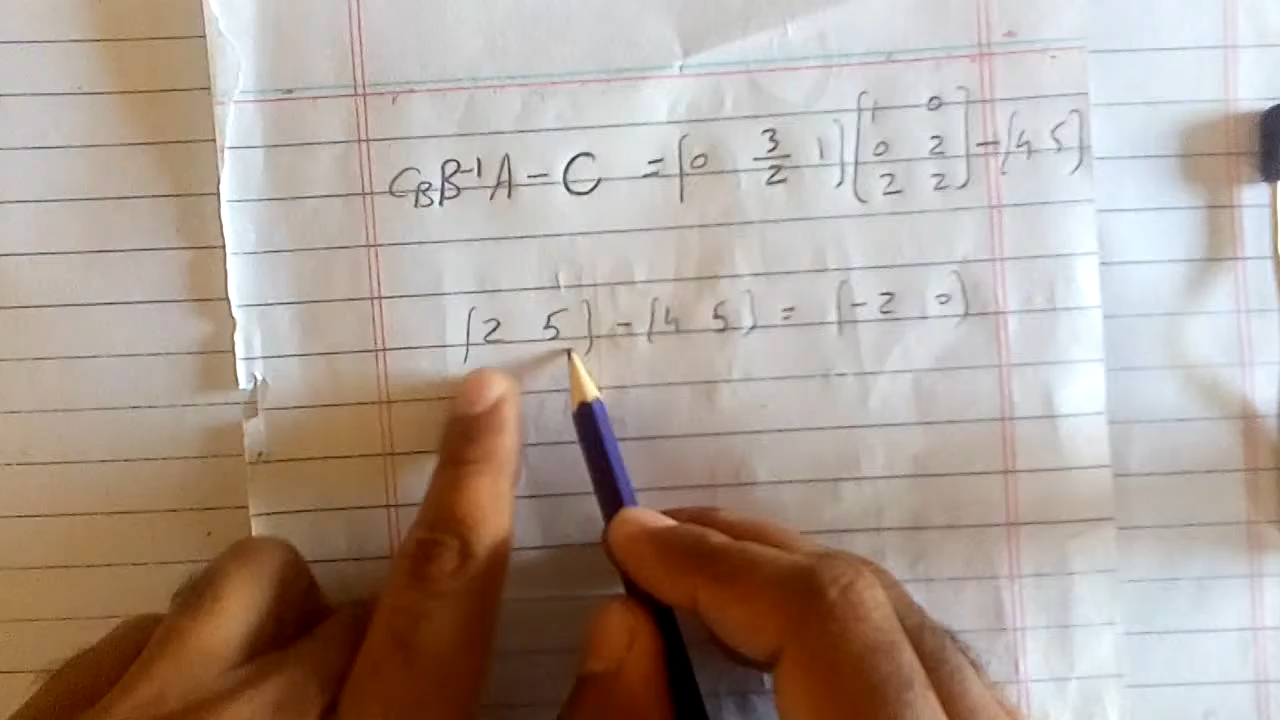 C_B B⁻¹A - C = [0 3/2 1] [1 0; 0 2; 2 2] - [4 5]
[2 5] - [4 5] = [-2 0]